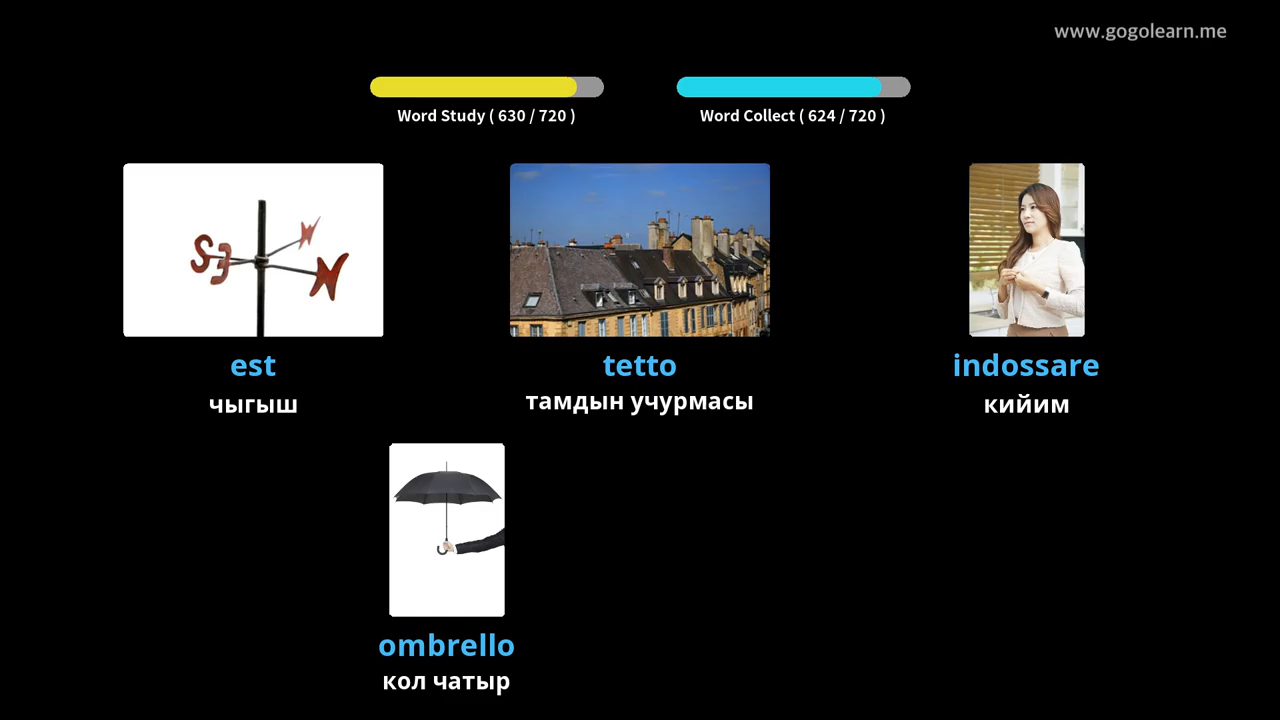 www.gogolearn.me
Word Study ( 630 / 720 )
Word Collect ( 624 / 720 )
S E N N
est
tetto
indossare
чыгыш
тамдын учурмасы
кийим
ombrello
кол чатыр